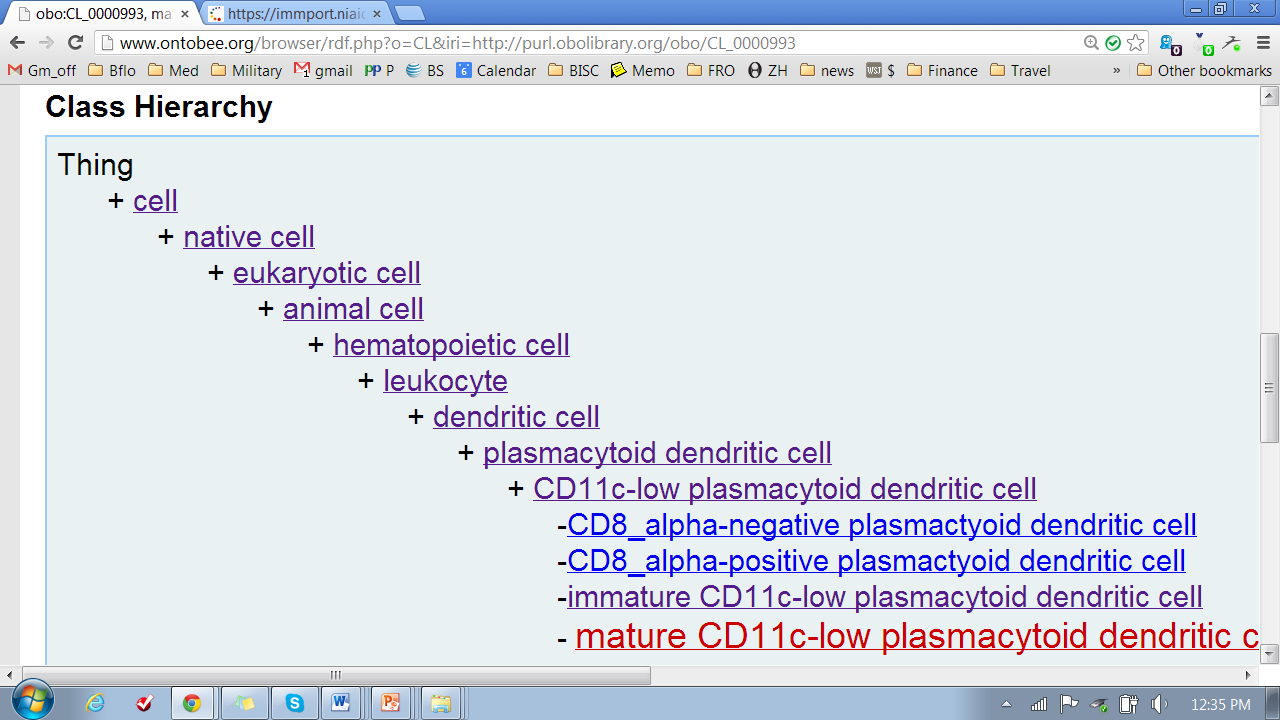 obo:CL_0000993, ma
https://immport.niaid
www.ontobee.org/browser/rdf.php?o=CL&iri=http://purl.obolibrary.org/obo/CL_0000993
Gm_off Bflo Med Military gmail PP P BS 6 Calendar BISC Memo FRO ZH news WSJ $ Finance Travel » Other bookmarks
Class Hierarchy
Thing
+ cell
+ native cell
+ eukaryotic cell
+ animal cell
+ hematopoietic cell
+ leukocyte
+ dendritic cell
+ plasmacytoid dendritic cell
+ CD11c-low plasmacytoid dendritic cell
-CD8_alpha-negative plasmactyoid dendritic cell
-CD8_alpha-positive plasmactyoid dendritic cell
-immature CD11c-low plasmacytoid dendritic cell
- mature CD11c-low plasmacytoid dendritic c
12:35 PM